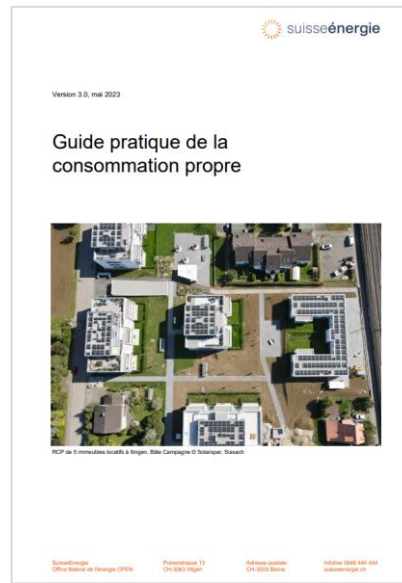 suisseénergie
Version 3.0, mai 2023
Guide pratique de la
consommation propre
RCP de 5 immeubles locatifs à Itingen, Bâle Campagne © Solarspar, Sissach
SuisseEnergie
Office fédéral de l'énergie OFEN
Pulverstrasse 13
CH-3063 Ittigen
Adresse postale:
CH-3003 Berne
Infoline 0848 444 444
suisseenergie.ch